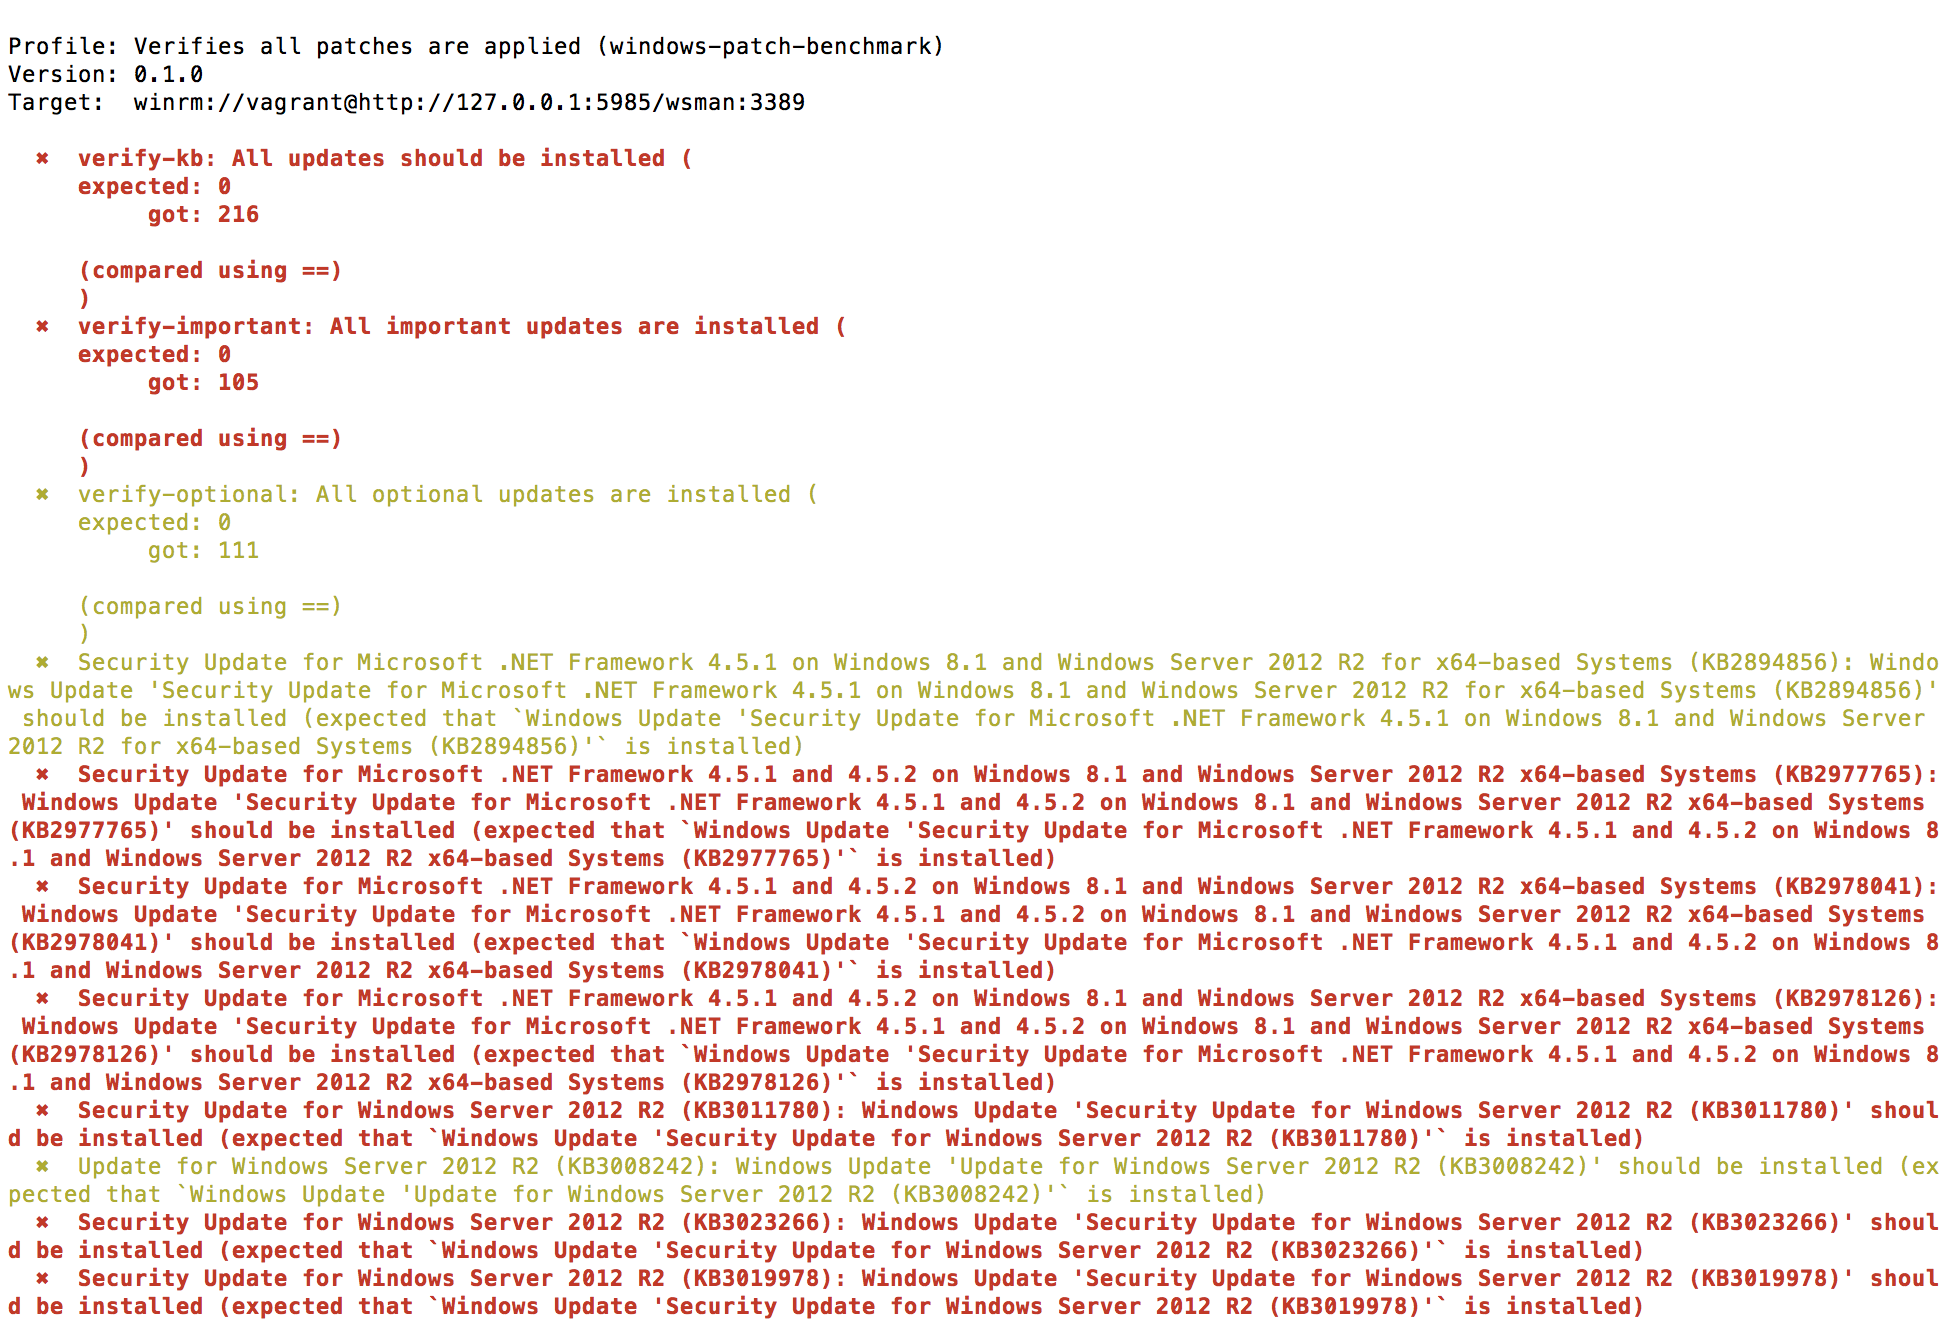 Profile: Verifies all patches are applied (windows-patch-benchmark)
Version: 0.1.0
Target:  winrm://vagrant@http://127.0.0.1:5985/wsman:3389
✖  verify-kb: All updates should be installed (
expected: 0
got: 216
(compared using ==)
)
✖  verify-important: All important updates are installed (
expected: 0
got: 105
(compared using ==)
)
✖  verify-optional: All optional updates are installed (
expected: 0
got: 111
(compared using ==)
)
✖  Security Update for Microsoft .NET Framework 4.5.1 on Windows 8.1 and Windows Server 2012 R2 for x64-based Systems (KB2894856): Windo
ws Update 'Security Update for Microsoft .NET Framework 4.5.1 on Windows 8.1 and Windows Server 2012 R2 for x64-based Systems (KB2894856)'
should be installed (expected that `Windows Update 'Security Update for Microsoft .NET Framework 4.5.1 on Windows 8.1 and Windows Server
2012 R2 for x64-based Systems (KB2894856)'` is installed)
✖  Security Update for Microsoft .NET Framework 4.5.1 and 4.5.2 on Windows 8.1 and Windows Server 2012 R2 x64-based Systems (KB2977765):
Windows Update 'Security Update for Microsoft .NET Framework 4.5.1 and 4.5.2 on Windows 8.1 and Windows Server 2012 R2 x64-based Systems
(KB2977765)' should be installed (expected that `Windows Update 'Security Update for Microsoft .NET Framework 4.5.1 and 4.5.2 on Windows 8
.1 and Windows Server 2012 R2 x64-based Systems (KB2977765)'` is installed)
✖  Security Update for Microsoft .NET Framework 4.5.1 and 4.5.2 on Windows 8.1 and Windows Server 2012 R2 x64-based Systems (KB2978041):
Windows Update 'Security Update for Microsoft .NET Framework 4.5.1 and 4.5.2 on Windows 8.1 and Windows Server 2012 R2 x64-based Systems
(KB2978041)' should be installed (expected that `Windows Update 'Security Update for Microsoft .NET Framework 4.5.1 and 4.5.2 on Windows 8
.1 and Windows Server 2012 R2 x64-based Systems (KB2978041)'` is installed)
✖  Security Update for Microsoft .NET Framework 4.5.1 and 4.5.2 on Windows 8.1 and Windows Server 2012 R2 x64-based Systems (KB2978126):
Windows Update 'Security Update for Microsoft .NET Framework 4.5.1 and 4.5.2 on Windows 8.1 and Windows Server 2012 R2 x64-based Systems
(KB2978126)' should be installed (expected that `Windows Update 'Security Update for Microsoft .NET Framework 4.5.1 and 4.5.2 on Windows 8
.1 and Windows Server 2012 R2 x64-based Systems (KB2978126)'` is installed)
✖  Security Update for Windows Server 2012 R2 (KB3011780): Windows Update 'Security Update for Windows Server 2012 R2 (KB3011780)' shoul
d be installed (expected that `Windows Update 'Security Update for Windows Server 2012 R2 (KB3011780)'` is installed)
✖  Update for Windows Server 2012 R2 (KB3008242): Windows Update 'Update for Windows Server 2012 R2 (KB3008242)' should be installed (ex
pected that `Windows Update 'Update for Windows Server 2012 R2 (KB3008242)'` is installed)
✖  Security Update for Windows Server 2012 R2 (KB3023266): Windows Update 'Security Update for Windows Server 2012 R2 (KB3023266)' shoul
d be installed (expected that `Windows Update 'Security Update for Windows Server 2012 R2 (KB3023266)'` is installed)
✖  Security Update for Windows Server 2012 R2 (KB3019978): Windows Update 'Security Update for Windows Server 2012 R2 (KB3019978)' shoul
d be installed (expected that `Windows Update 'Security Update for Windows Server 2012 R2 (KB3019978)'` is installed)